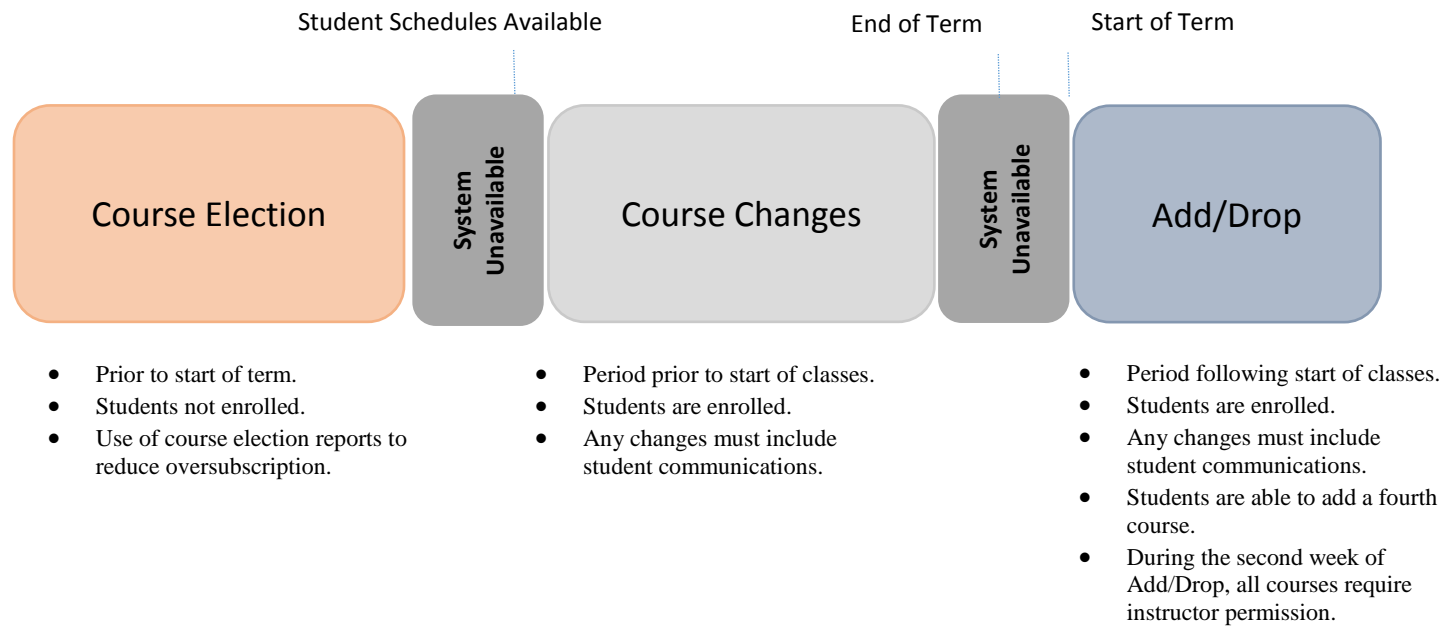 Student Schedules Available
End of Term
Start of Term
Course Election
System
Unavailable
Course Changes
System
Unavailable
Add/Drop
• Prior to start of term.
• Students not enrolled.
• Use of course election reports to
reduce oversubscription.
• Period prior to start of classes.
• Students are enrolled.
• Any changes must include
student communications.
• Period following start of classes.
• Students are enrolled.
• Any changes must include
student communications.
• Students are able to add a fourth
course.
• During the second week of
Add/Drop, all courses require
instructor permission.